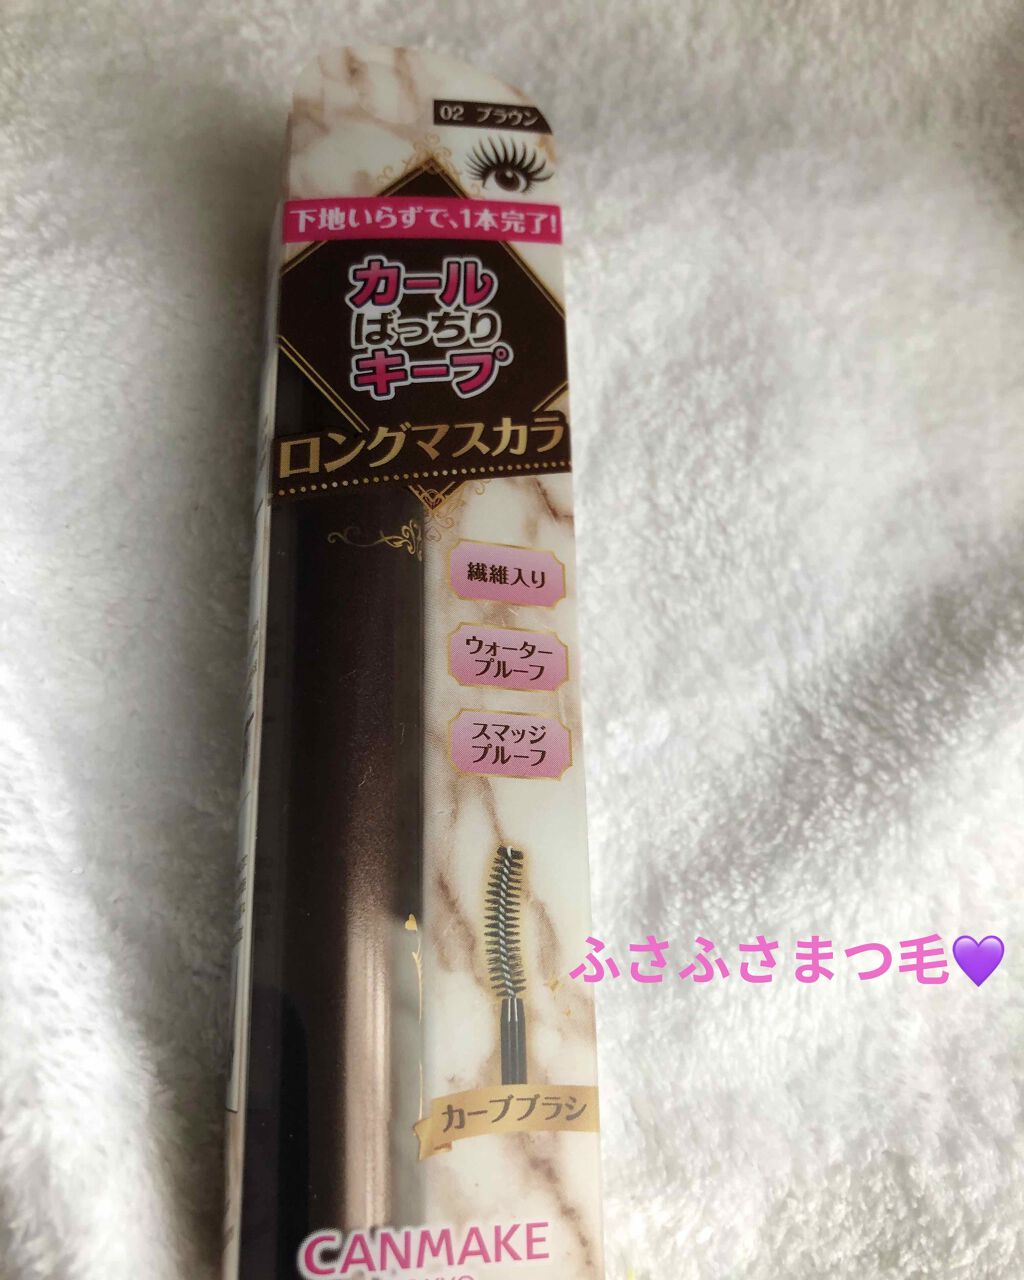 02 ブラウン
下地いらずで、1本完了!
カール
ばっちり
キープ
ロングマスカラ
繊維入り
ウォーター
プルーフ
スマッジ
プルーフ
ふさふさまつ毛💜
カーブブラシ
CANMAKE